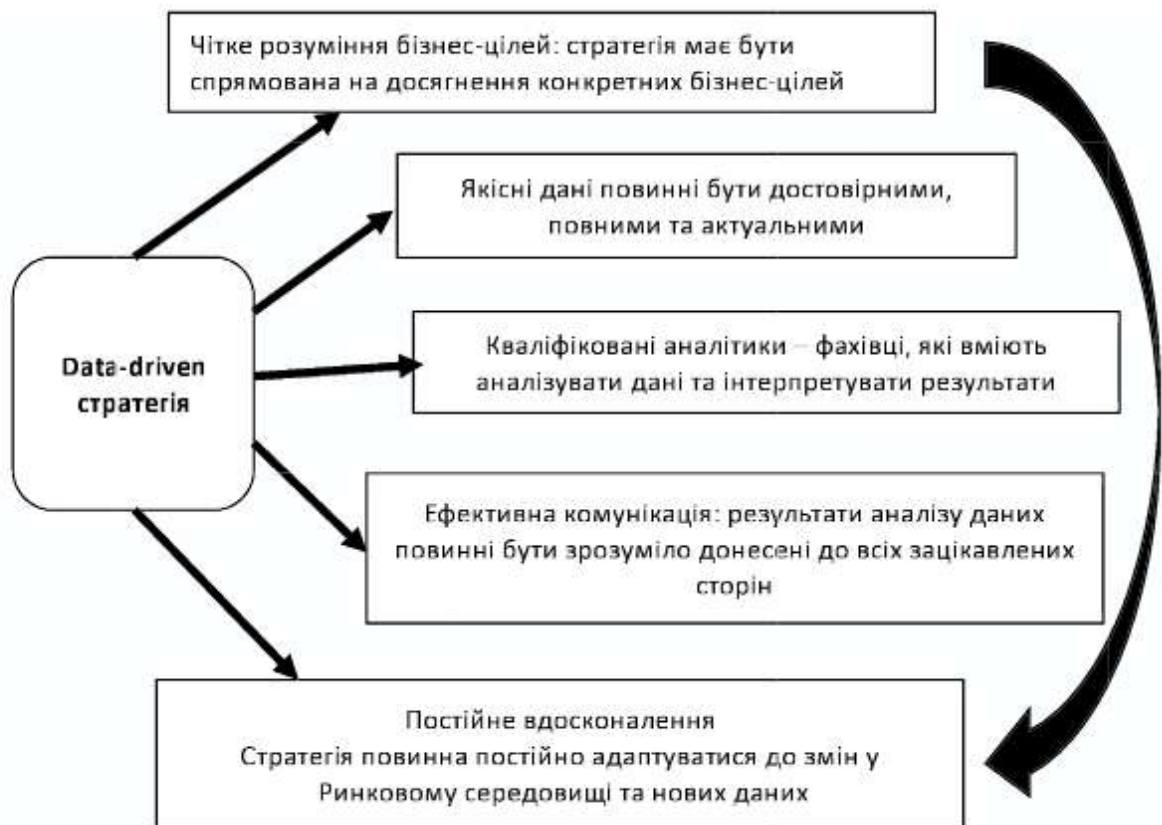 Чітке розуміння бізнес-цілей: стратегія має бути
спрямована на досягнення конкретних бізнес-цілей
Якісні дані повинні бути достовірними,
повними та актуальними
Data-driven
стратегія
Кваліфіковані аналітики – фахівці, які вміють
аналізувати дані та інтерпретувати результати
Ефективна комунікація: результати аналізу даних
повинні бути зрозуміло донесені до всіх зацікавлених
сторін
Постійне вдосконалення
Стратегія повинна постійно адаптуватися до змін у
Ринковому середовищі та нових даних